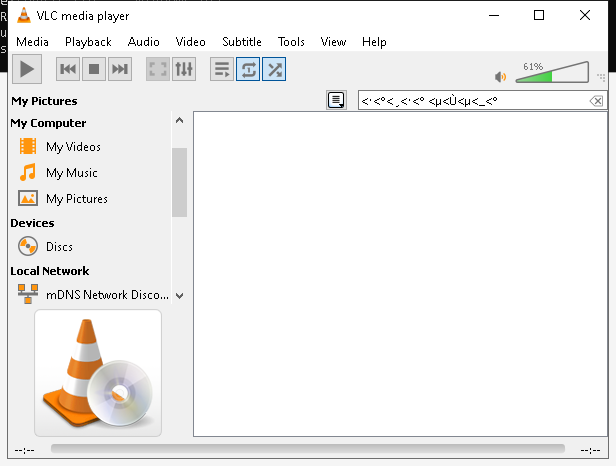 VLC media player
Media Playback Audio Video Subtitle Tools View Help
61%
My Pictures
<·<º<¸<·<º <µ<Ù<µ<_<º
My Computer
My Videos
My Music
My Pictures
Devices
Discs
Local Network
mDNS Network Disco...
--:-- --:--